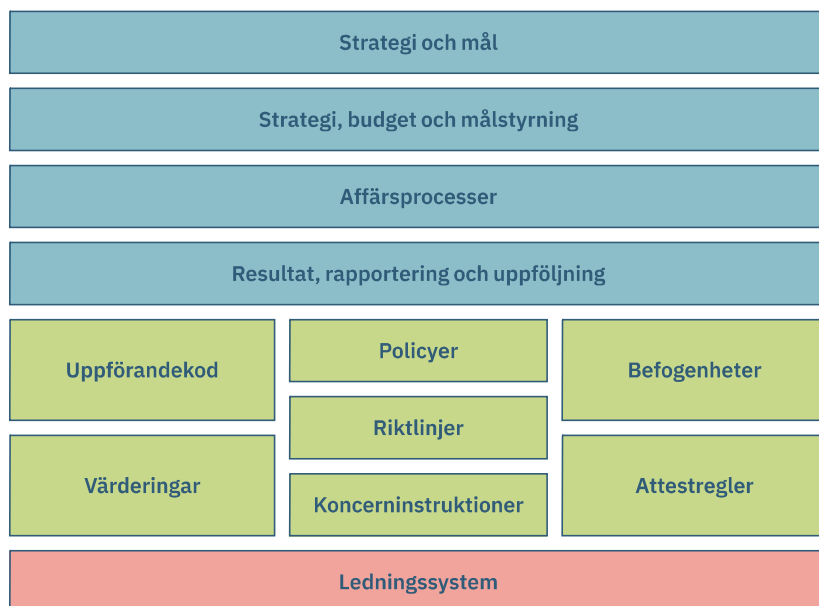 Strategi och mål
Strategi, budget och målstyrning
Affärsprocesser
Resultat, rapportering och uppföljning
Uppförandekod
Policyer
Befogenheter
Riktlinjer
Värderingar
Attestregler
Koncerninstruktioner
Ledningssystem